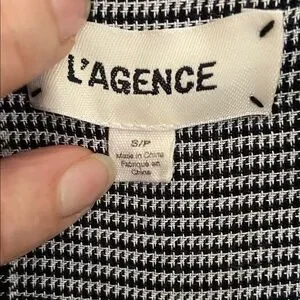 L'AGENCE
S/P
Made in China
Fabriqué en
Chine